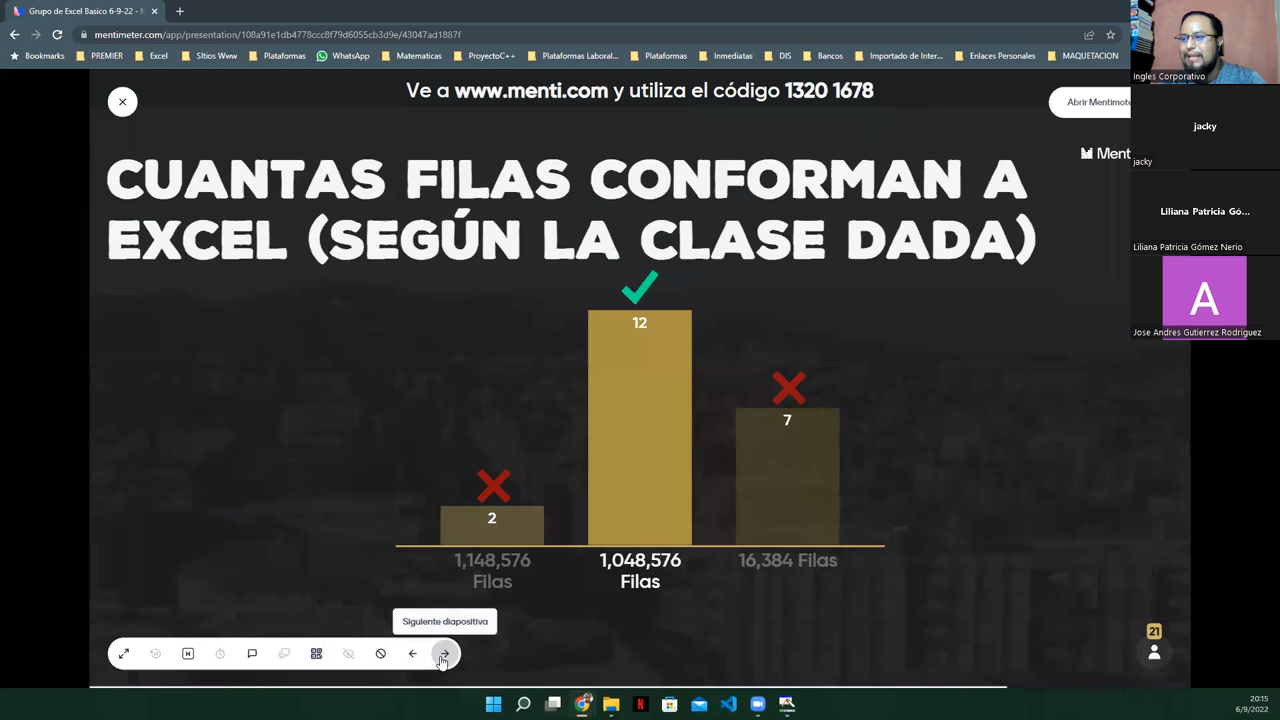 Grupo de Excel Basico 6-9-22 - M
mentimeter.com/app/presentation/108a91e1db4778ccc8f79d6055cb3d9e/43047ad1887f
Bookmarks PREMIER Excel SItios Www Plataformas WhatsApp Matematicas ProyectoC++ Plataformas Laboral... Plataformas Inmediatas DIS Bancos Importado de Inter... Enlaces Personales MAQUETACION
Ve a www.menti.com y utiliza el código 1320 1678
Abrir Mentimote
Ment
CUANTAS FILAS CONFORMAN A
EXCEL (SEGÚN LA CLASE DADA)
12
7
2
1,148,576
Filas
1,048,576
Filas
16,384 Filas
Siguiente diapositiva
H
21
Ingles Corporativo
jacky
jacky
Liliana Patricia Gó...
Liliana Patricia Gómez Nerio
A
Jose Andres Gutierrez Rodriguez
N
20:15
6/9/2022